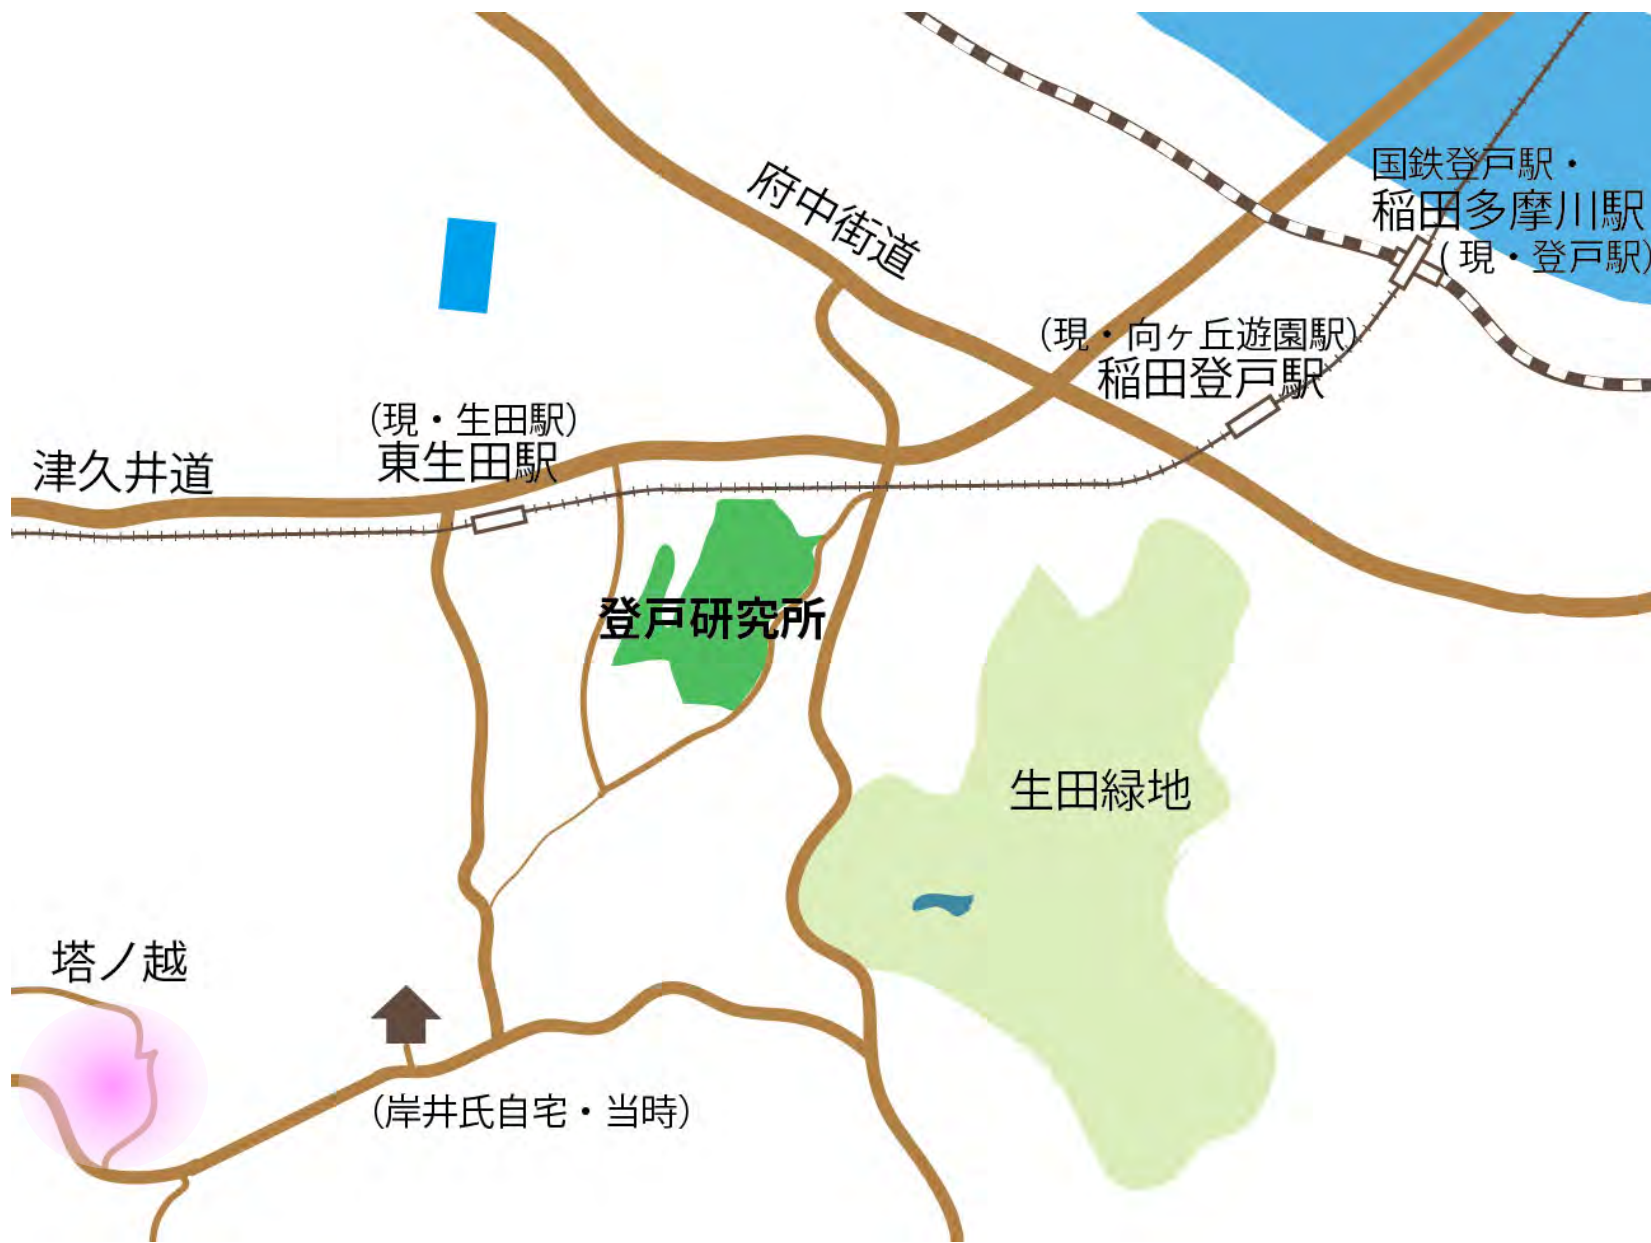 府中街道
国鉄登戸駅・
稲田多摩川駅
(現・登戸駅)
(現・向ヶ丘遊園駅)
稲田登戸駅
(現・生田駅)
東生田駅
津久井道
登戸研究所
生田緑地
塔ノ越
(岸井氏自宅・当時)